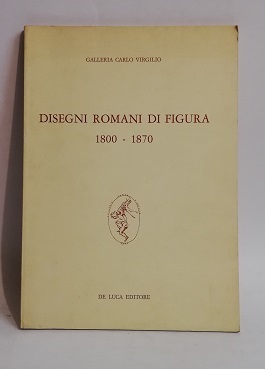 GALLERIA CARLO VIRGILIO
DISEGNI ROMANI DI FIGURA
1800 - 1870
DE LUCA EDITORE